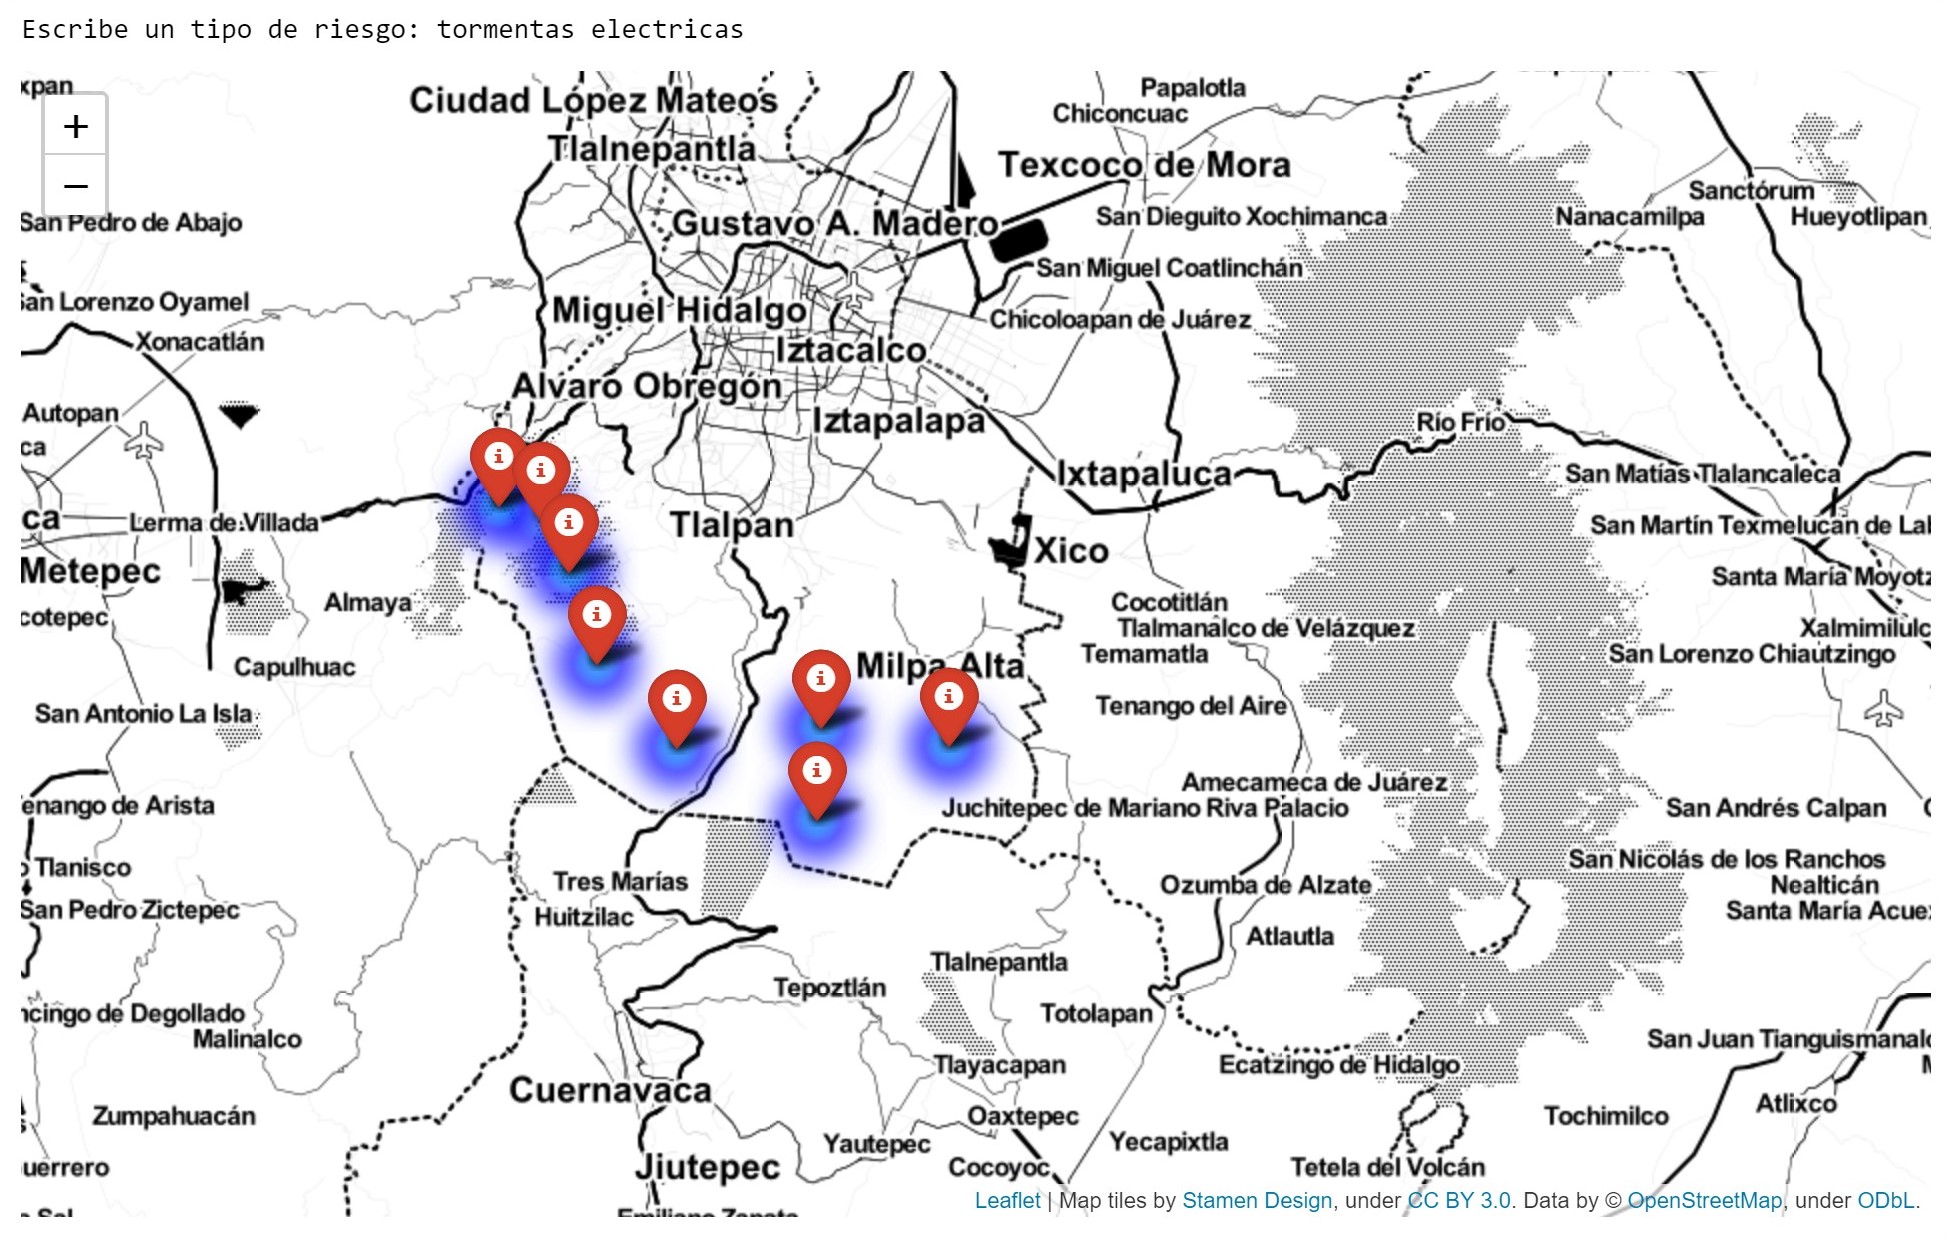 Escribe un tipo de riesgo: tormentas electricas
xpan
+
−
Ciudad López Mateos
Papalotla
Chiconcuac
Tlalnepantla
Texcoco de Mora
Sanctórum
San Pedro de Abajo
Gustavo A. Madero
San Dieguito Xochimanca
Nanacamilpa
Hueyotlipan
San Miguel Coatlinchán
San Lorenzo Oyamel
Miguel Hidalgo
Chicoloapan de Juárez
Xonacatlán
Iztacalco
Alvaro Obregón
Autopan
Iztapalapa
Río Frío
ca
Ixtapaluca
San Matías Tlalancaleca
ca
Lerma de Villada
Tlalpan
San Martín Texmelucan de Lal
Xico
Metepec
Santa María Moyotz
Almaya
Cocotitlán
cotepec
Tlalmanalco de Velázquez
Xalmimilulc
Temamatla
San Lorenzo Chiautzingo
Capulhuac
Milpa Alta
Tenango del Aire
San Antonio La Isla
Amecameca de Juárez
enango de Arista
Juchitepec de Mariano Riva Palacio
San Andrés Calpan
o Tlanisco
Tres Marías
San Nicolás de los Ranchos
Ozumba de Alzate
Nealticán
San Pedro Zictepec
Huitzilac
Santa María Acue
Atlautla
Tlalnepantla
Tepoztlán
ncingo de Degollado
Totolapan
Malinalco
San Juan Tianguismanalc
Tlayacapan
Ecatzingo de Hidalgo
Cuernavaca
Atlixco
Zumpahuacán
Oaxtepec
Tochimilco
Yautepec
Yecapixtla
uerrero
Jiutepec
Cocoyoc
Tetela del Volcán
Leaflet | Map tiles by Stamen Design, under CC BY 3.0. Data by © OpenStreetMap, under ODbL.
Emiliano Zapata